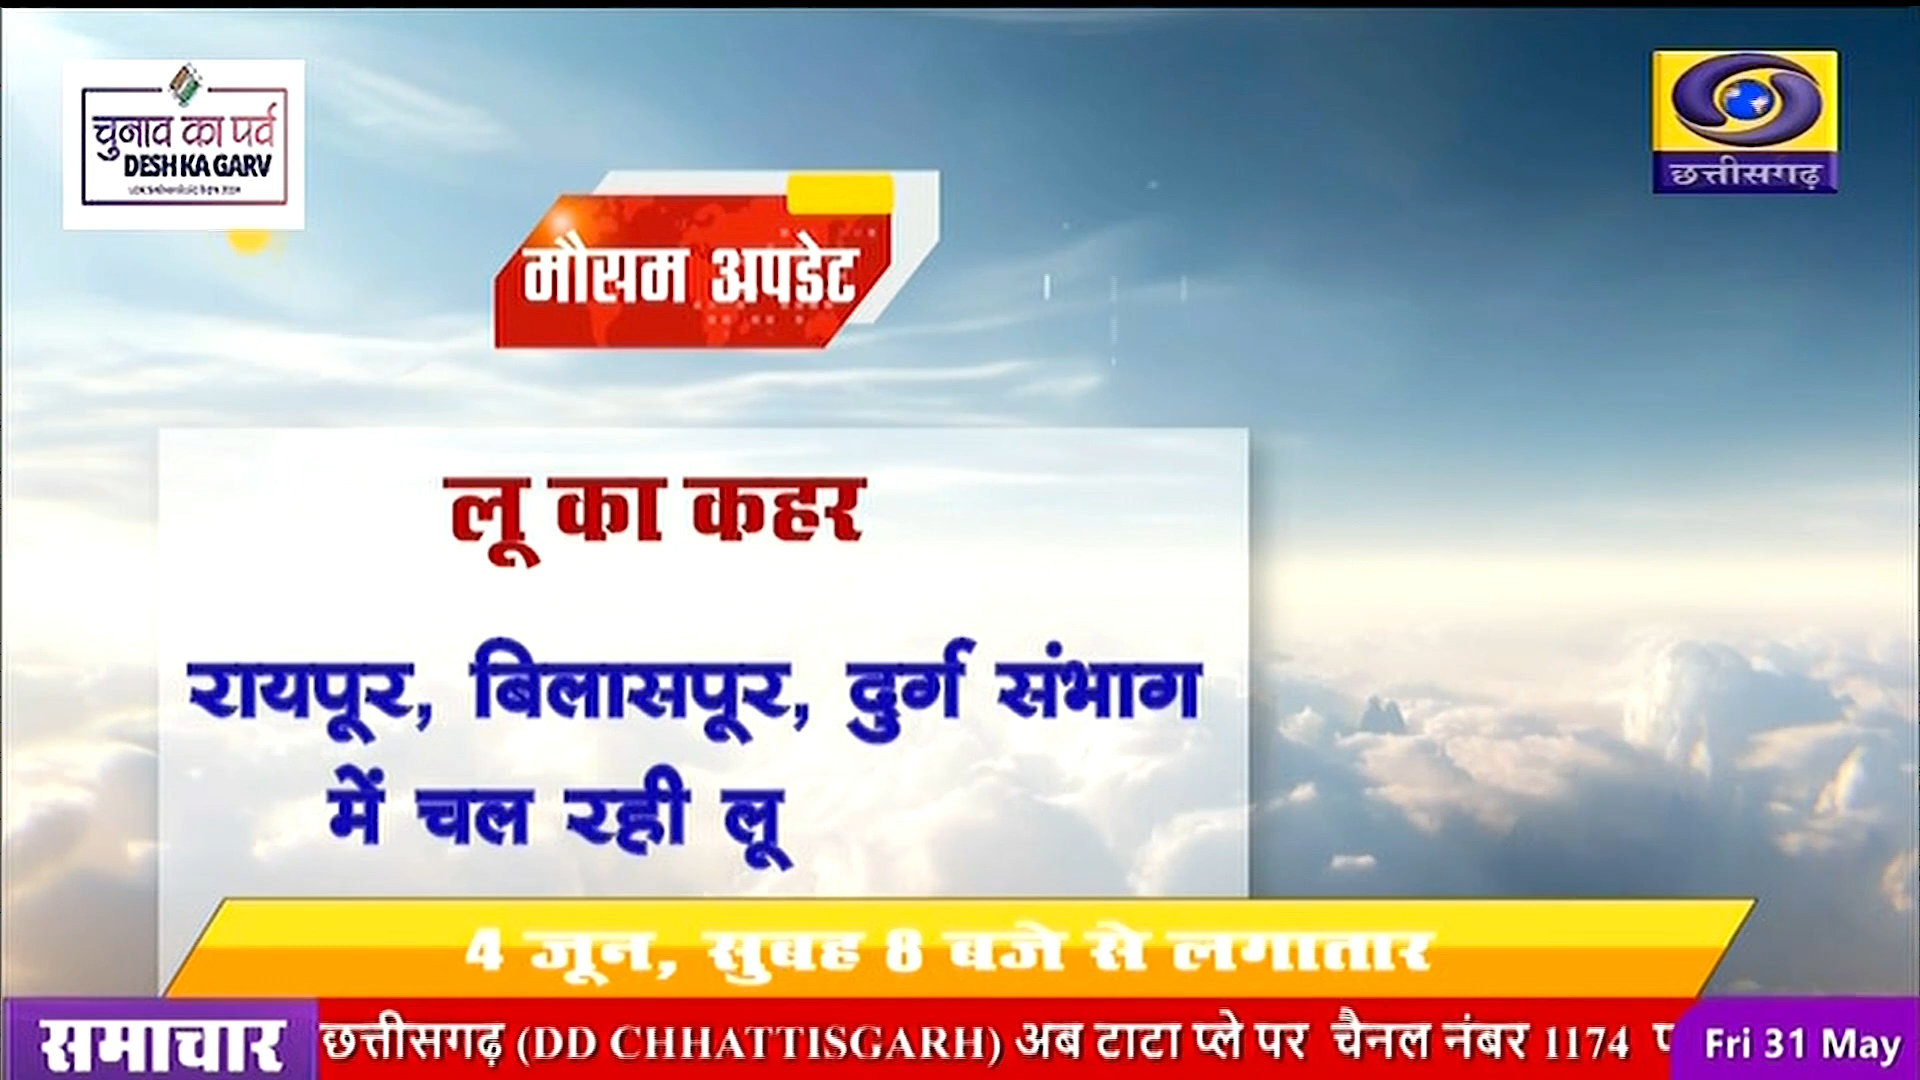 चुनाव का पर्व
DESH KA GARV
छत्तीसगढ़
मौसम अपडेट
लू का कहर
रायपूर, बिलासपूर, दुर्ग संभाग
में चल रही लू
4 जून, सुबह 8 बजे से लगातार
समाचार
छत्तीसगढ़ (DD CHHATTISGARH) अब टाटा प्ले पर चैनल नंबर 1174
Fri 31 May